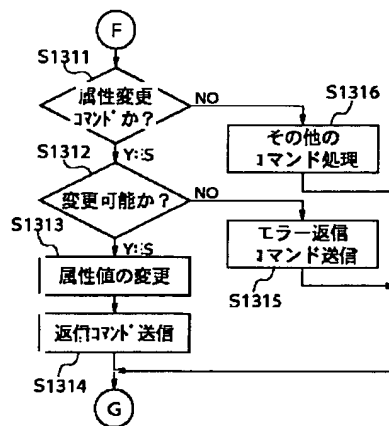 F
S1311
属性変更
コマンドか?
NO
S1316
その他の
コマンド処理
S1312
YES
変更可能か?
NO
S1313
エラー返信
コマンド送信
YES
S1315
属性値の変更
返信コマンド送信
S1314
G